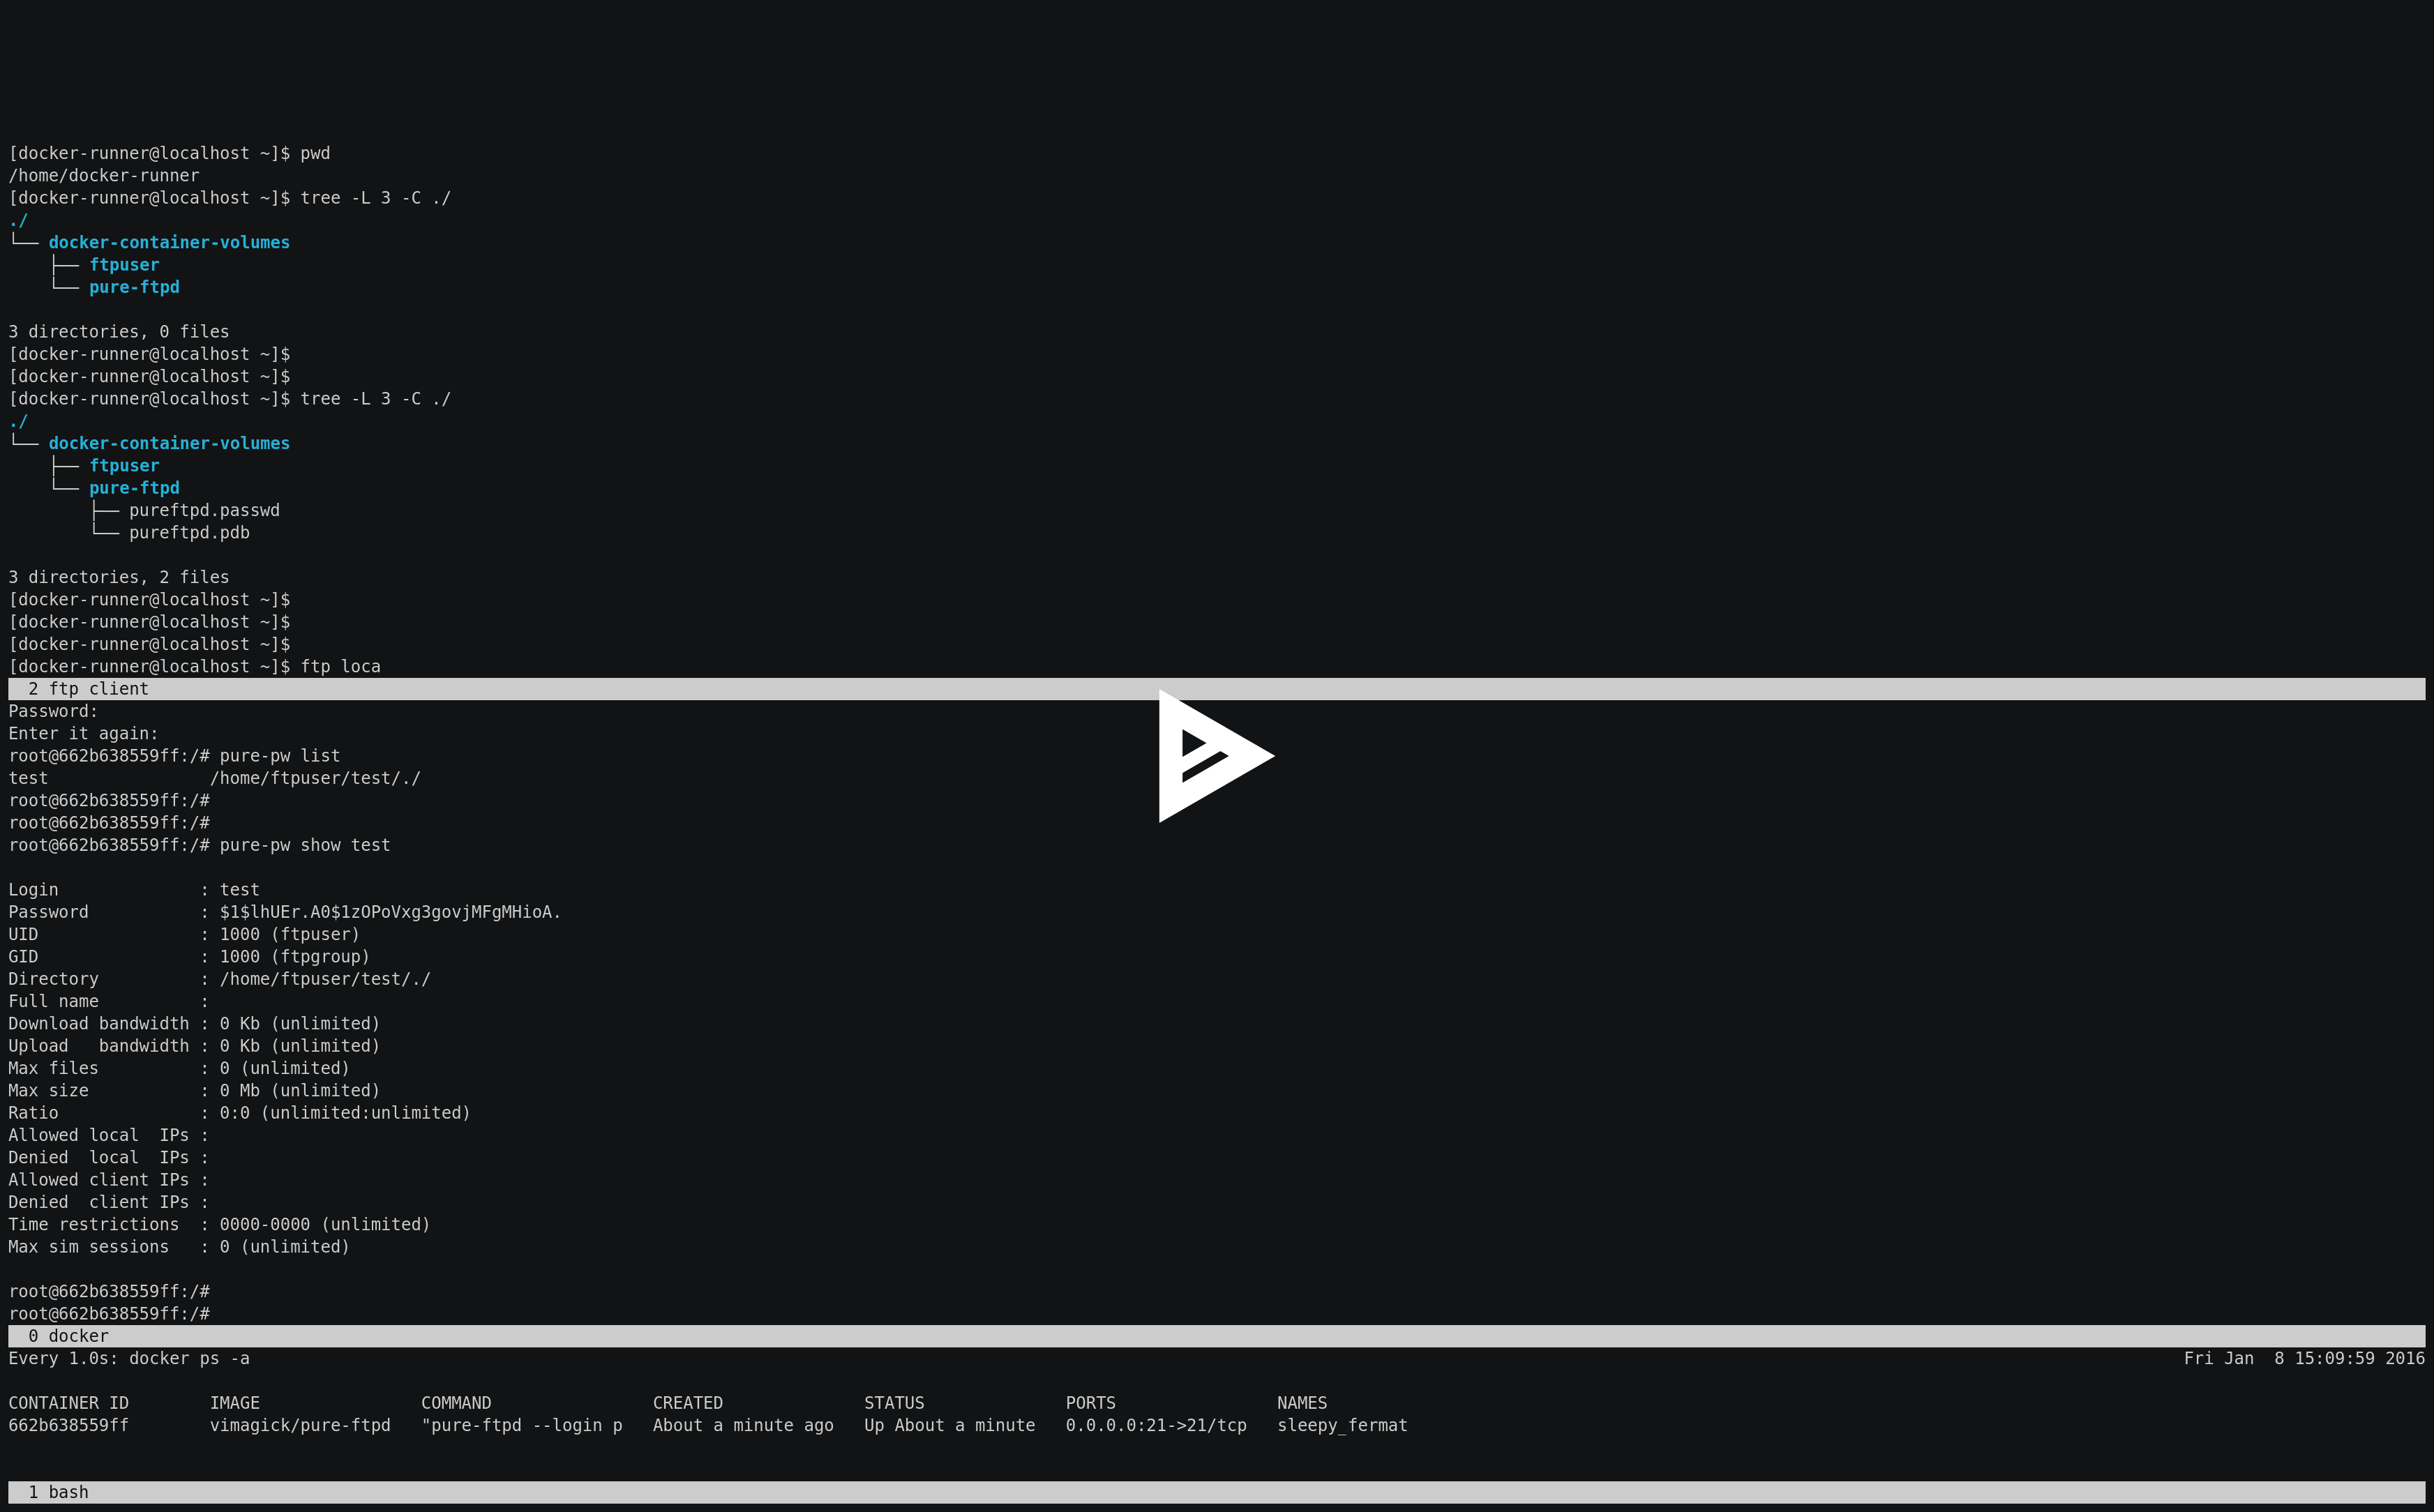 [docker-runner@localhost ~]$ pwd
/home/docker-runner
[docker-runner@localhost ~]$ tree -L 3 -C ./
./
└── docker-container-volumes
    ├── ftpuser
    └── pure-ftpd

3 directories, 0 files
[docker-runner@localhost ~]$
[docker-runner@localhost ~]$
[docker-runner@localhost ~]$ tree -L 3 -C ./
./
└── docker-container-volumes
    ├── ftpuser
    └── pure-ftpd
        ├── pureftpd.passwd
        └── pureftpd.pdb

3 directories, 2 files
[docker-runner@localhost ~]$
[docker-runner@localhost ~]$
[docker-runner@localhost ~]$
[docker-runner@localhost ~]$ ftp loca
  2 ftp client
Password:
Enter it again:
root@662b638559ff:/# pure-pw list
test                /home/ftpuser/test/./
root@662b638559ff:/#
root@662b638559ff:/#
root@662b638559ff:/# pure-pw show test

Login              : test
Password           : $1$lhUEr.A0$1zOPoVxg3govjMFgMHioA.
UID                : 1000 (ftpuser)
GID                : 1000 (ftpgroup)
Directory          : /home/ftpuser/test/./
Full name          :
Download bandwidth : 0 Kb (unlimited)
Upload   bandwidth : 0 Kb (unlimited)
Max files          : 0 (unlimited)
Max size           : 0 Mb (unlimited)
Ratio              : 0:0 (unlimited:unlimited)
Allowed local  IPs :
Denied  local  IPs :
Allowed client IPs :
Denied  client IPs :
Time restrictions  : 0000-0000 (unlimited)
Max sim sessions   : 0 (unlimited)

root@662b638559ff:/#
root@662b638559ff:/#
  0 docker
Every 1.0s: docker ps -a                                        Fri Jan  8 15:09:59 2016

CONTAINER ID        IMAGE                COMMAND                CREATED              STATUS              PORTS                NAMES
662b638559ff        vimagick/pure-ftpd   "pure-ftpd --login p   About a minute ago   Up About a minute   0.0.0.0:21->21/tcp   sleepy_fermat
  1 bash